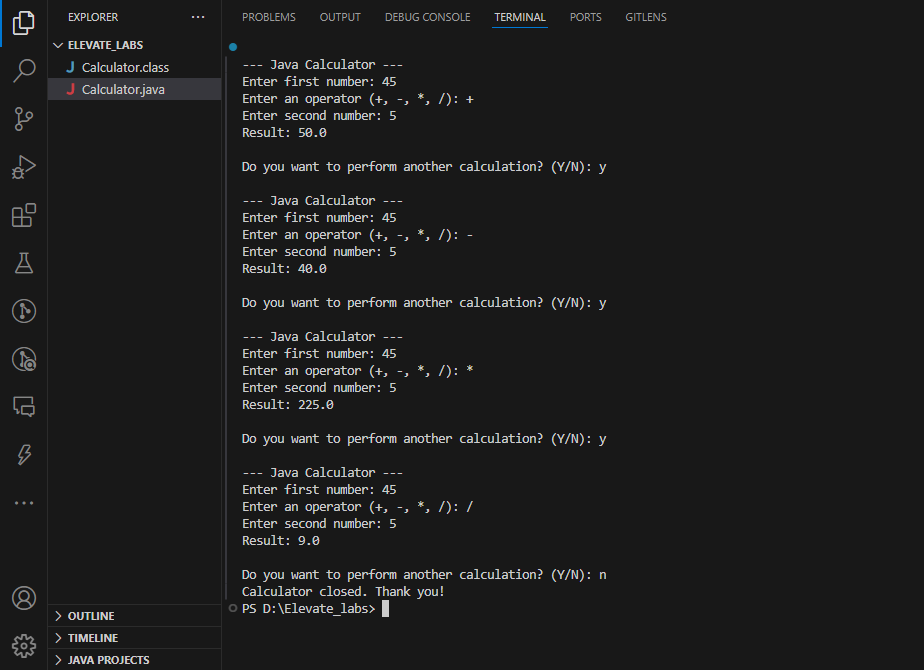 EXPLORER
ELEVATE_LABS
J Calculator.class
J Calculator.java
OUTLINE
TIMELINE
JAVA PROJECTS
PROBLEMS OUTPUT DEBUG CONSOLE TERMINAL PORTS GITLENS
--- Java Calculator ---
Enter first number: 45
Enter an operator (+, -, *, /): +
Enter second number: 5
Result: 50.0
Do you want to perform another calculation? (Y/N): y
--- Java Calculator ---
Enter first number: 45
Enter an operator (+, -, *, /): -
Enter second number: 5
Result: 40.0
Do you want to perform another calculation? (Y/N): y
--- Java Calculator ---
Enter first number: 45
Enter an operator (+, -, *, /): *
Enter second number: 5
Result: 225.0
Do you want to perform another calculation? (Y/N): y
--- Java Calculator ---
Enter first number: 45
Enter an operator (+, -, *, /): /
Enter second number: 5
Result: 9.0
Do you want to perform another calculation? (Y/N): n
Calculator closed. Thank you!
PS D:\Elevate_labs>